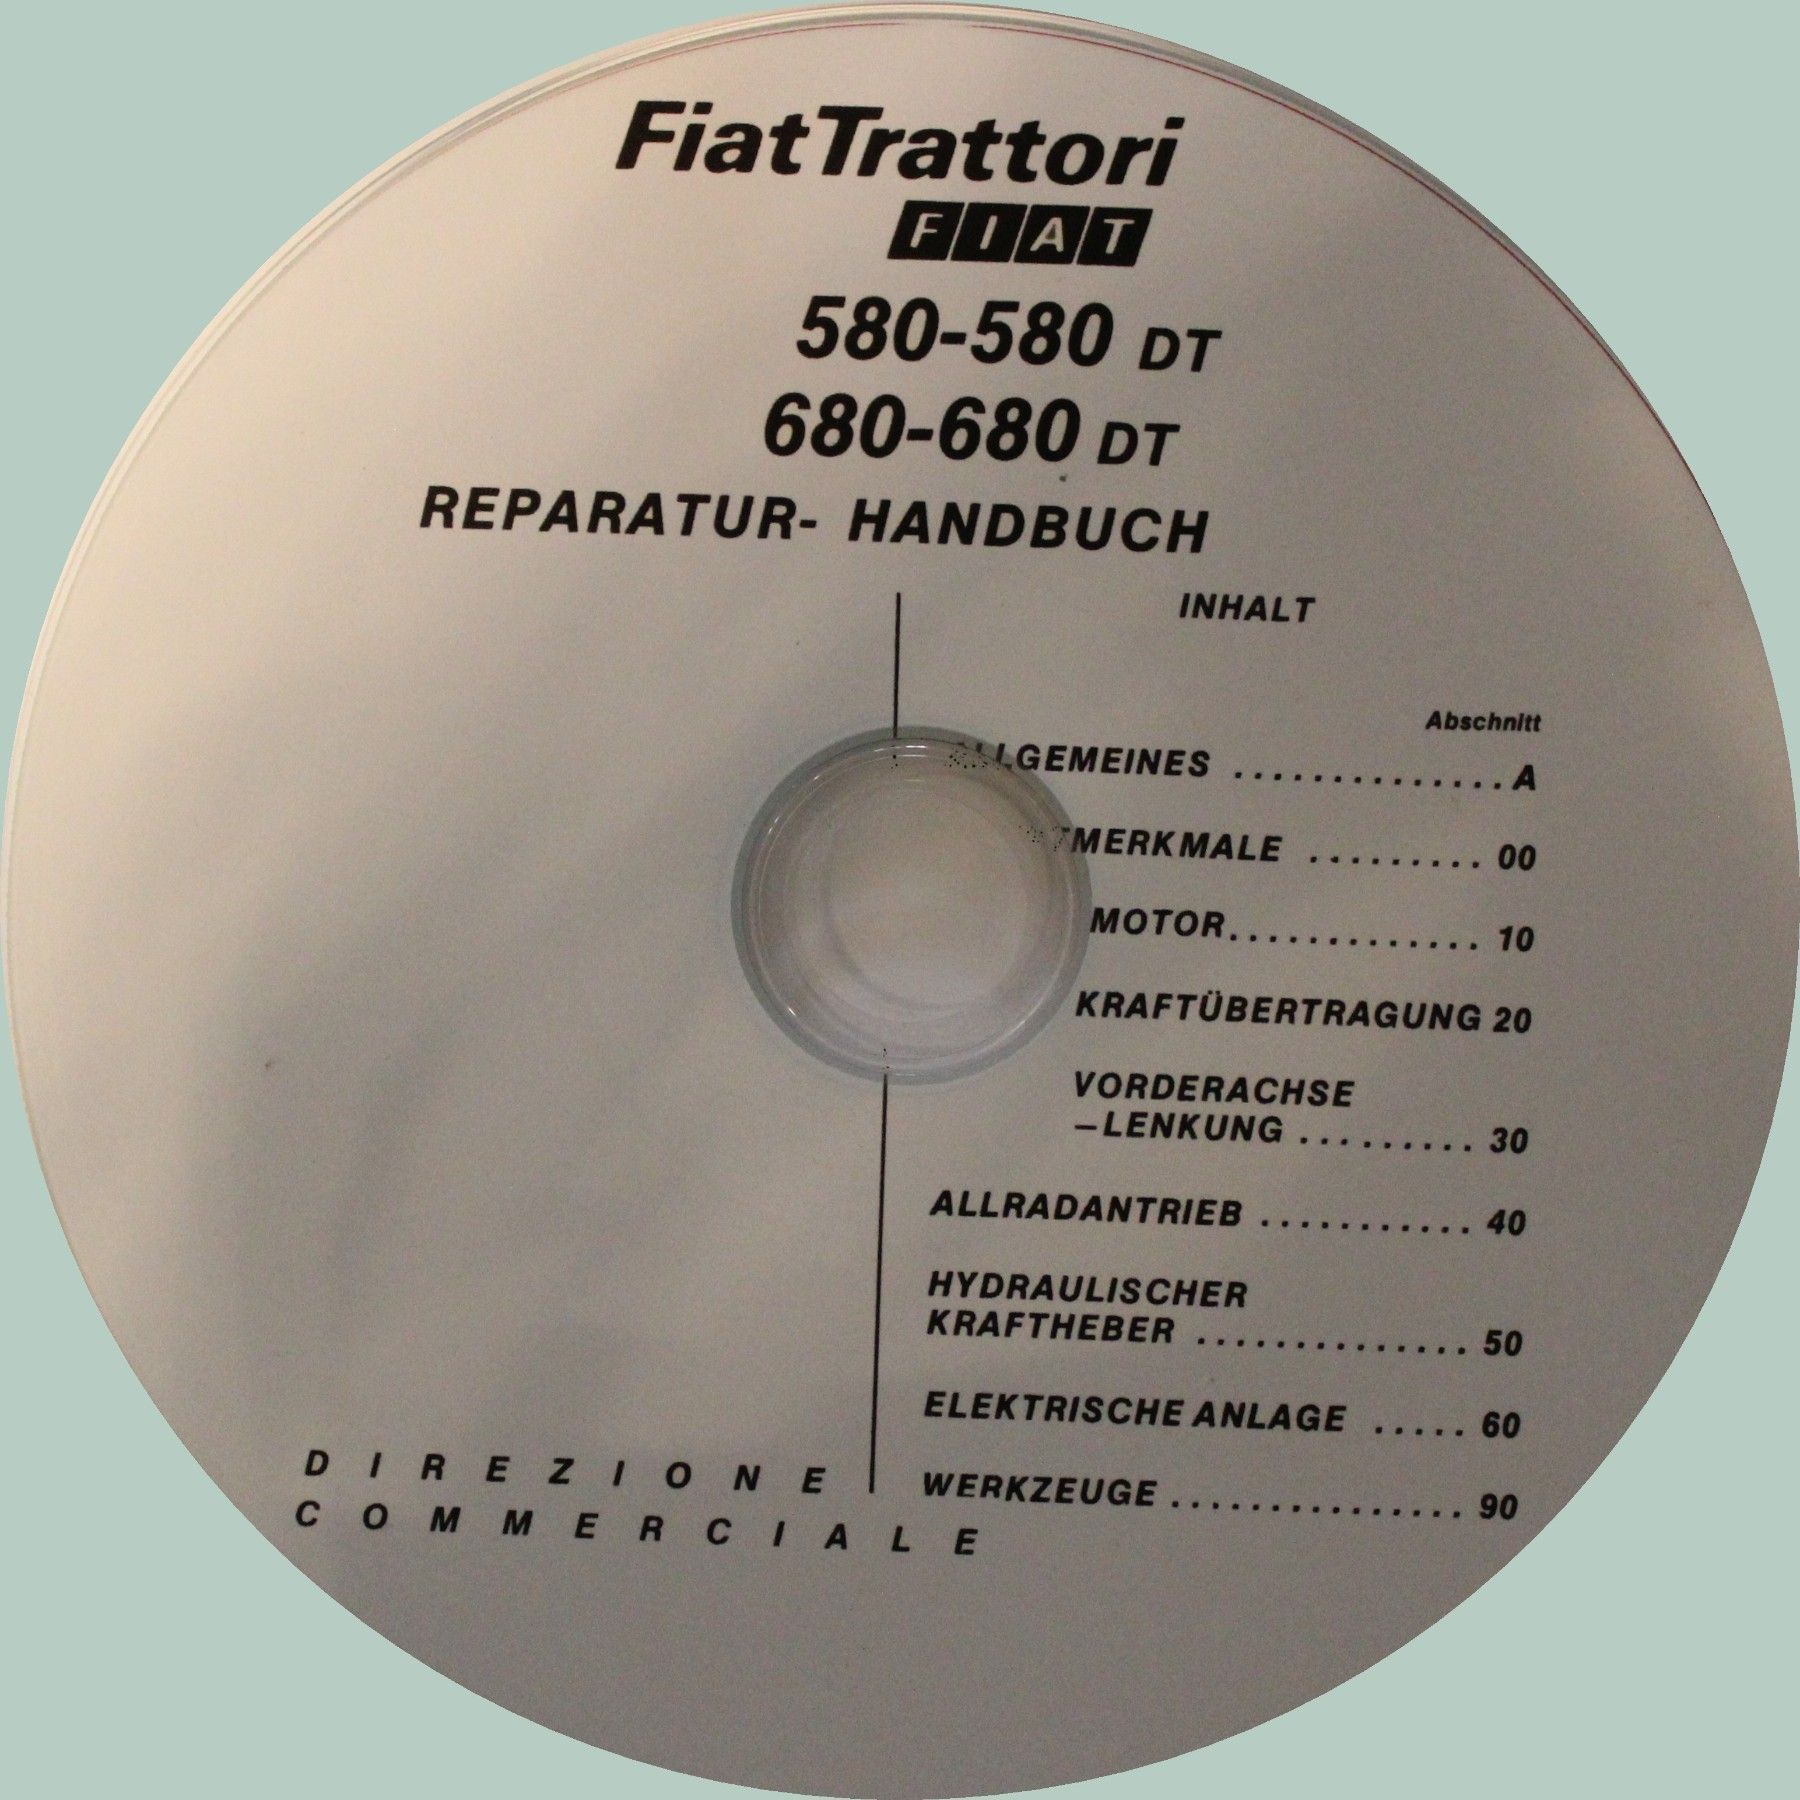 FiatTrattori
FIAT
580-580 DT
680-680 DT
REPARATUR- HANDBUCH
INHALT
Abschnitt
ALLGEMEINES .............. A
......... 00
MOTOR............. 10
KRAFTÜBERTRAGUNG 20
VORDERACHSE
–LENKUNG ......... 30
ALLRADANTRIEB ........... 40
HYDRAULISCHER
KRAFTHEBER .............. 50
ELEKTRISCHE ANLAGE ..... 60
WERKZEUGE ............... 90
DIREZIONE
COMMERCIALE